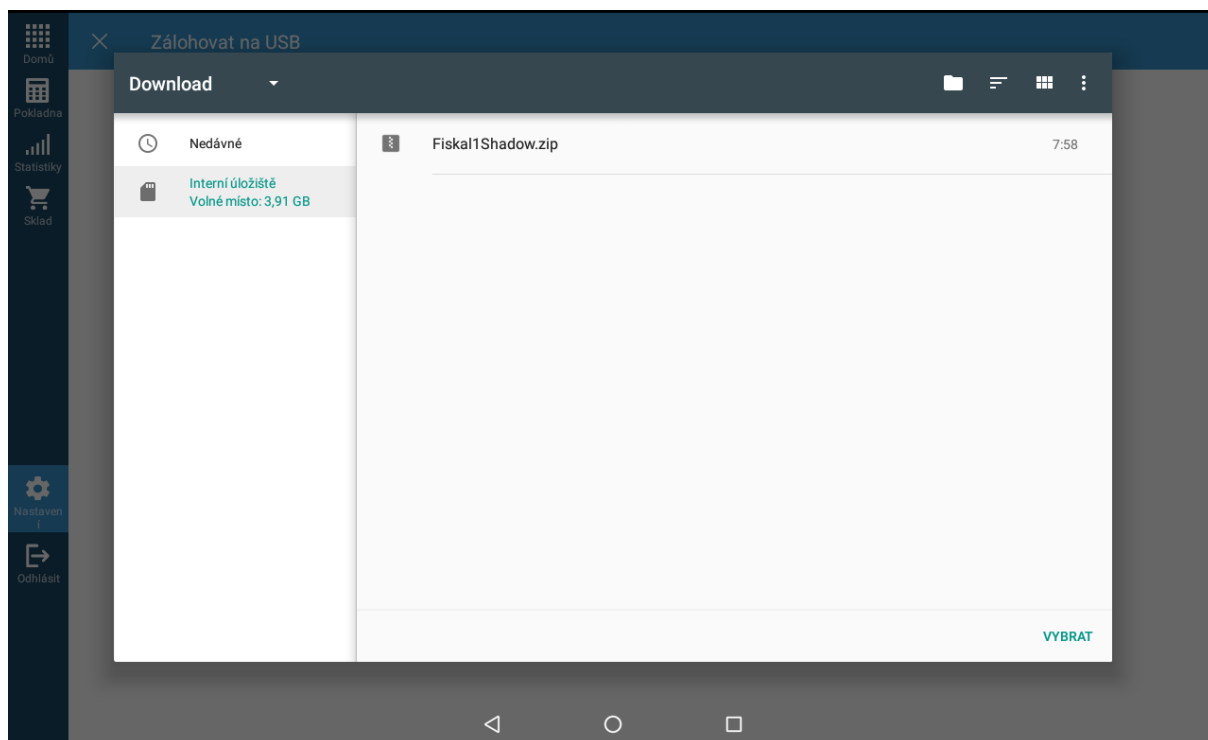 Domů
Pokladna
Statistiky
Sklad
Nastaven
í
Odhlásit
Zálohovat na USB
Download
Nedávné
Interní úložiště
Volné místo: 3,91 GB
Fiskal1Shadow.zip 7:58
VYBRAT